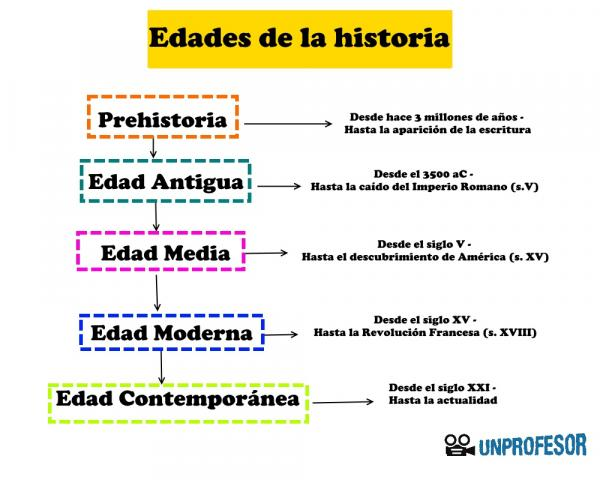 Edades de la historia
Prehistoria
Desde hace 3 millones de años -
Hasta la aparición de la escritura
Edad Antigua
Desde el 3500 aC -
Hasta la caído del Imperio Romano (s.V)
Edad Media
Desde el siglo V -
Hasta el descubrimiento de América (s. XV)
Edad Moderna
Desde el siglo XV -
Hasta la Revolución Francesa (s. XVIII)
Edad Contemporánea
Desde el siglo XXI -
Hasta la actualidad
UNPROFESOR